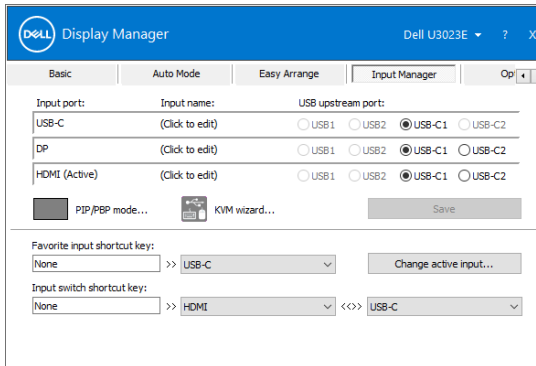 DELL Display Manager Dell U3023E ? X
Basic Auto Mode Easy Arrange Input Manager Op
Input port: Input name: USB upstream port:
USB-C (Click to edit) USB1 USB2 USB-C1 USB-C2
DP (Click to edit) USB1 USB2 USB-C1 USB-C2
HDMI (Active) (Click to edit) USB1 USB2 USB-C1 USB-C2
PIP/PBP mode... KVM wizard... Save
Favorite input shortcut key:
None >> USB-C Change active input...
Input switch shortcut key:
None >> HDMI <<>> USB-C